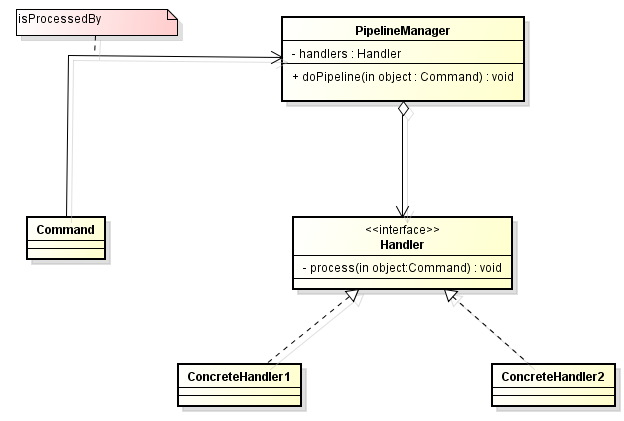 isProcessedBy
PipelineManager
- handlers : Handler
+ doPipeline(in object : Command) : void
Command
<<interface>>
Handler
- process(in object:Command) : void
ConcreteHandler1
ConcreteHandler2